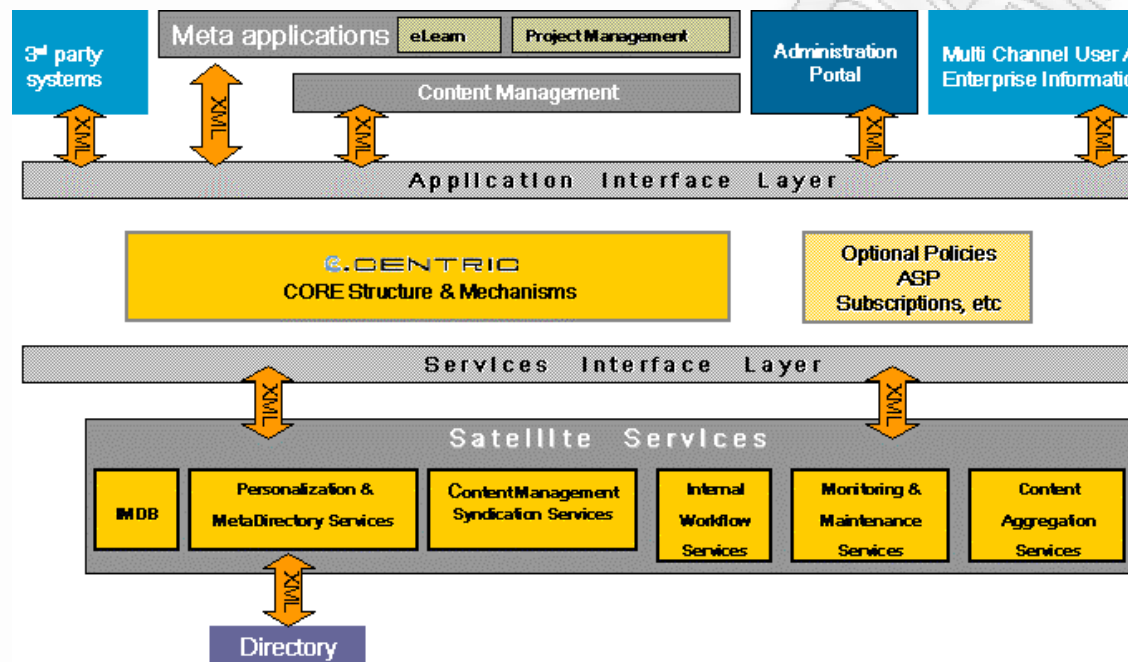 3rd party
systems
Meta applications
eLearn
Project Management
Content Management
Administration
Portal
Multi Channel User A
Enterprise Informatio
XML
XML
XML
XML
XML
Application Interface Layer
e.CENTRIC
CORE Structure & Mechanisms
Optional Policies
ASP
Subscriptions, etc
Services Interface Layer
XML
XML
Satellite Services
IMDB
Personalization &
MetaDirectory Services
ContentManagement
Syndication Services
Internal
Workflow
Services
Monitoring &
Maintenance
Services
Content
Aggregation
Services
XML
Directory